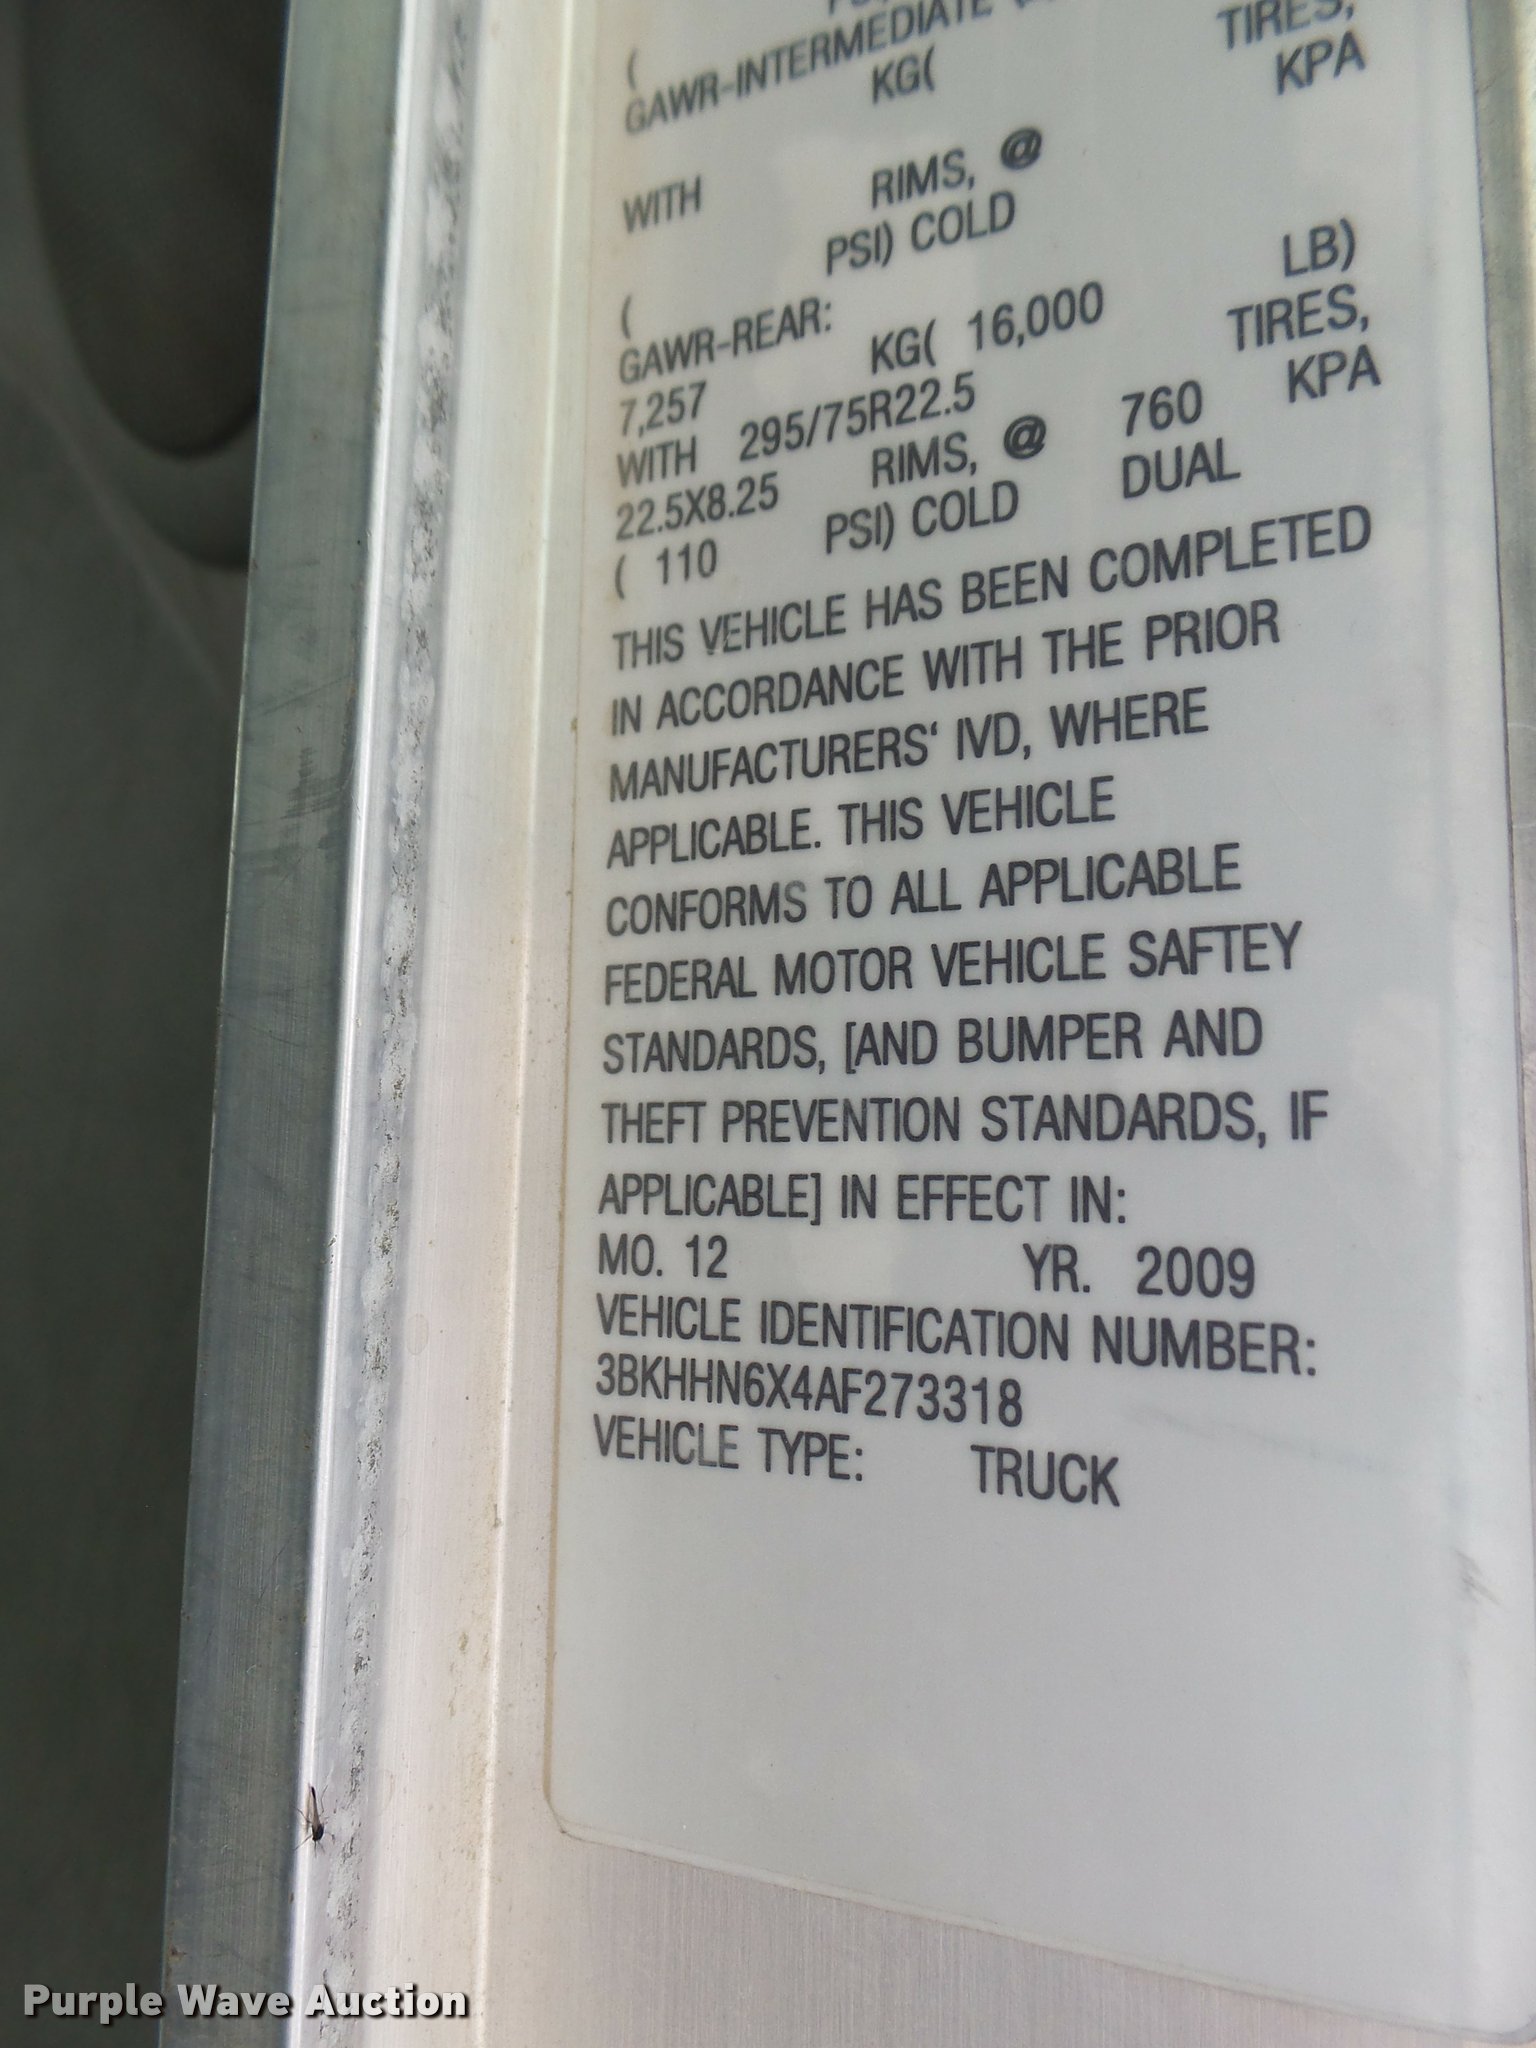 (
GAWR-INTERMEDIATE
KG( TIRES,
WITH KPA
RIMS, @
( PSI) COLD
GAWR-REAR:
7,257 KG( 16,000 LB)
WITH 295/75R22.5 TIRES,
22.5X8.25 RIMS, @ 760 KPA
( 110 PSI) COLD DUAL
THIS VEHICLE HAS BEEN COMPLETED
IN ACCORDANCE WITH THE PRIOR
MANUFACTURERS‘ IVD, WHERE
APPLICABLE. THIS VEHICLE
CONFORMS TO ALL APPLICABLE
FEDERAL MOTOR VEHICLE SAFTEY
STANDARDS, [AND BUMPER AND
THEFT PREVENTION STANDARDS, IF
APPLICABLE] IN EFFECT IN:
MO. 12 YR. 2009
VEHICLE IDENTIFICATION NUMBER:
3BKHHN6X4AF273318
VEHICLE TYPE: TRUCK
Purple Wave Auction